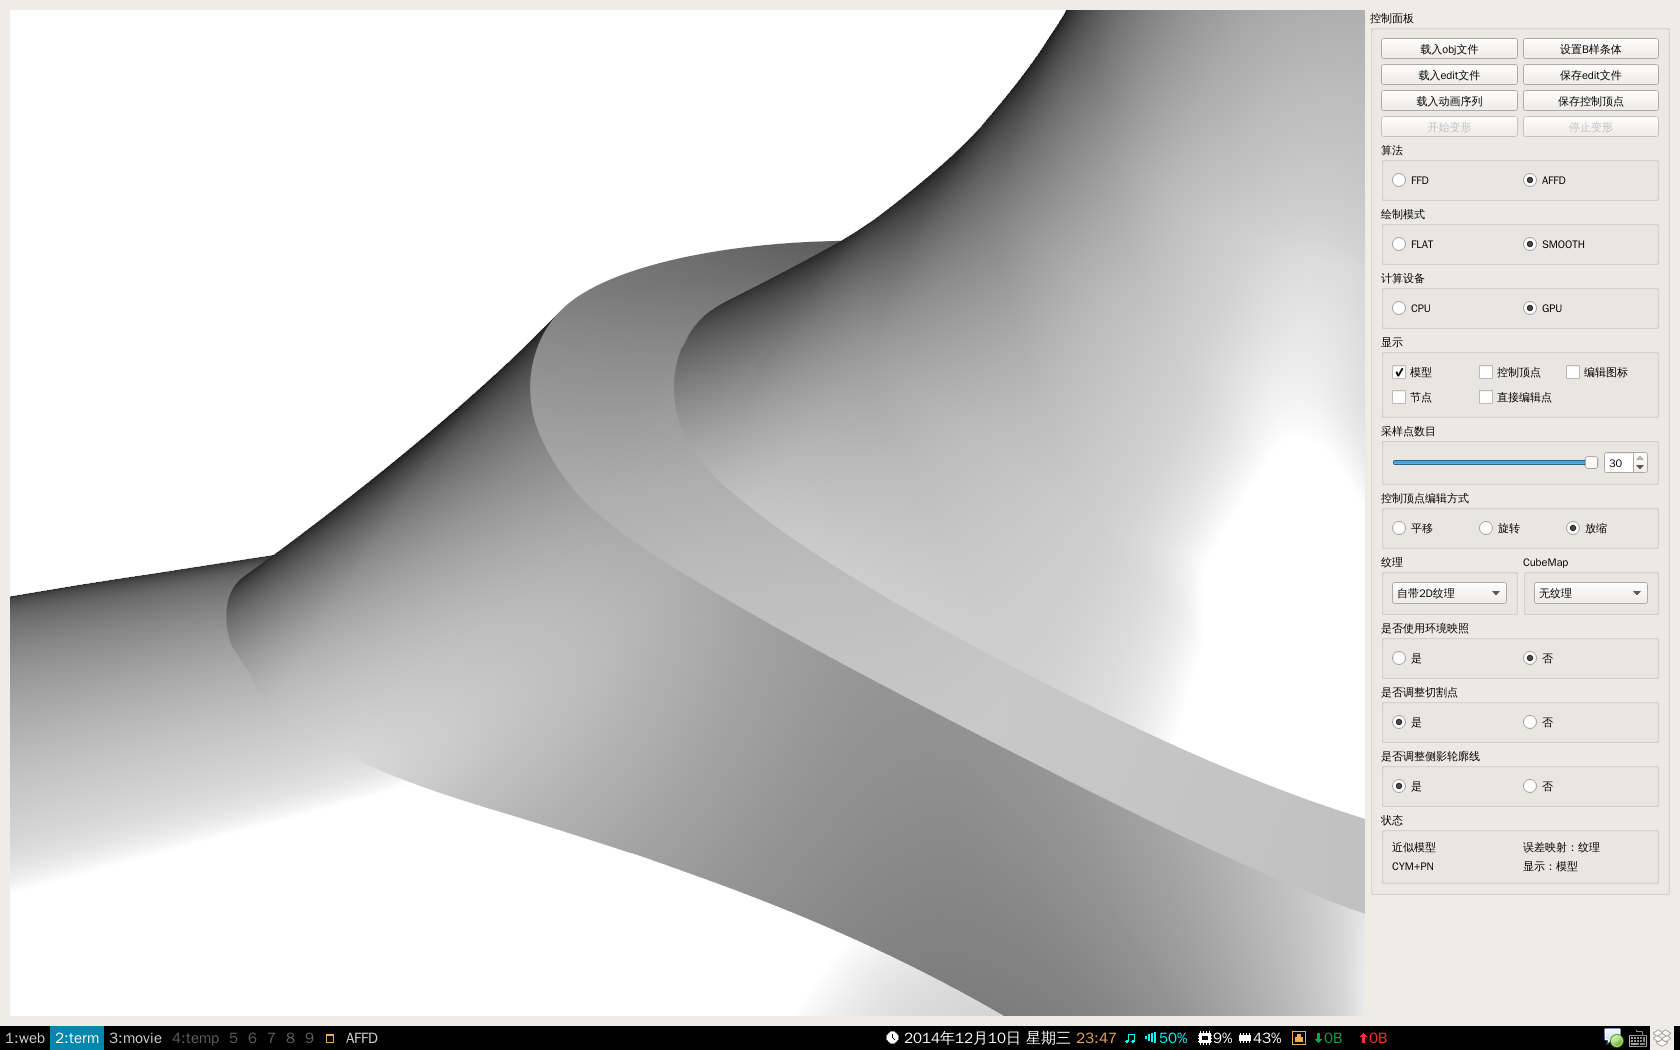 控制面板
载入obj文件 设置B样条体
载入edit文件 保存edit文件
载入动画序列 保存控制顶点
开始变形 停止变形
算法
FFD AFFD
绘制模式
FLAT SMOOTH
计算设备
CPU GPU
显示
模型 控制顶点 编辑图标
节点 直接编辑点
采样点数目
30
控制顶点编辑方式
平移 旋转 放缩
纹理 CubeMap
自带2D纹理 无纹理
是否使用环境映照
是 否
是否调整切割点
是 否
是否调整侧影轮廓线
是 否
状态
近似模型 误差映射：纹理
CYM+PN 显示：模型
1:web 2:term 3:movie 4:temp 5 6 7 8 9 AFFD 2014年12月10日 星期三 23:47 50% 9% 43% 0B 0B